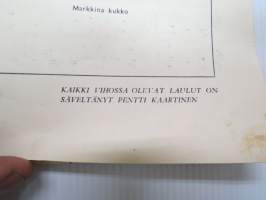 Markkina kukko
KAIKKI VIHOSSA OLEVAT LAULUT ON
SÄVELTÄNYT PENTTI KAARTINEN